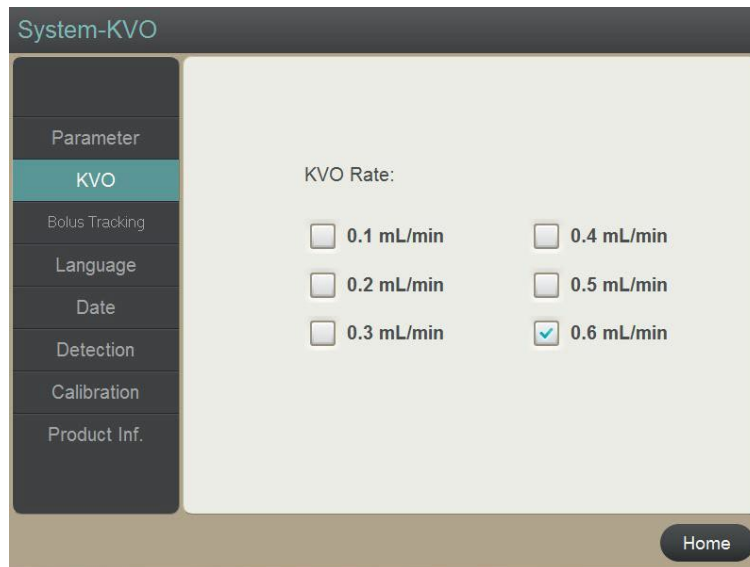 System-KVO
Parameter
KVO
Bolus Tracking
Language
Date
Detection
Calibration
Product Inf.
KVO Rate:
0.1 mL/min
0.4 mL/min
0.2 mL/min
0.5 mL/min
0.3 mL/min
0.6 mL/min
Home